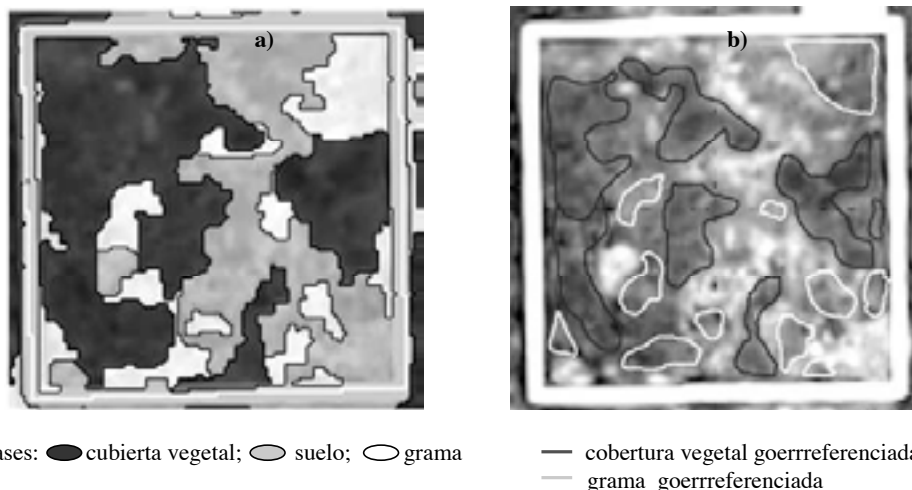 a)
b)
ases: cubierta vegetal; suelo; grama
cobertura vegetal goerrreferenciada
grama goerrreferenciada